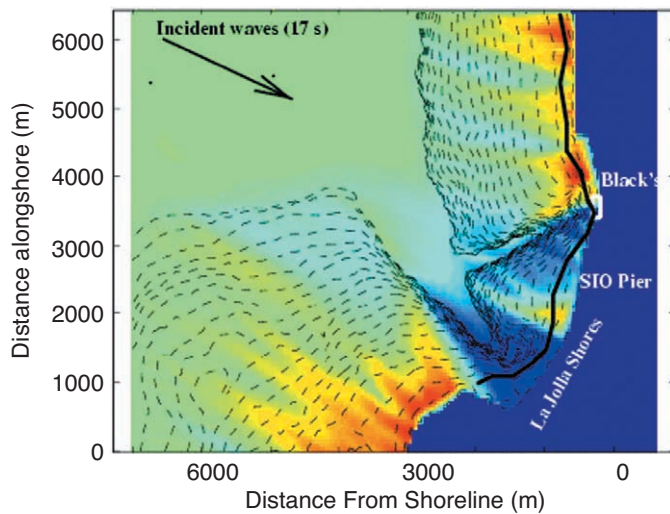 Incident waves (17 s)
6000
5000
4000
3000
2000
1000
0
Distance alongshore (m)
Black's
SIO Pier
La Jolla Shores
6000
3000
0
Distance From Shoreline (m)